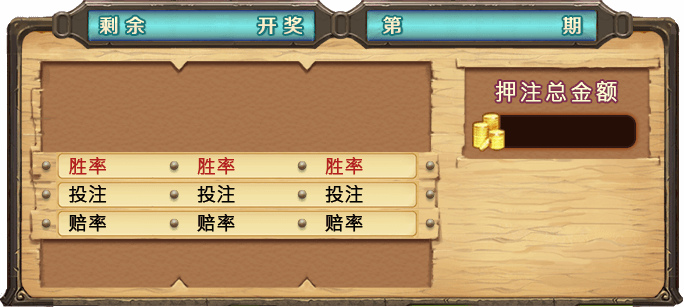 剩余 开奖 第 期
押注总金额
胜率 胜率 胜率
投注 投注 投注
赔率 赔率 赔率